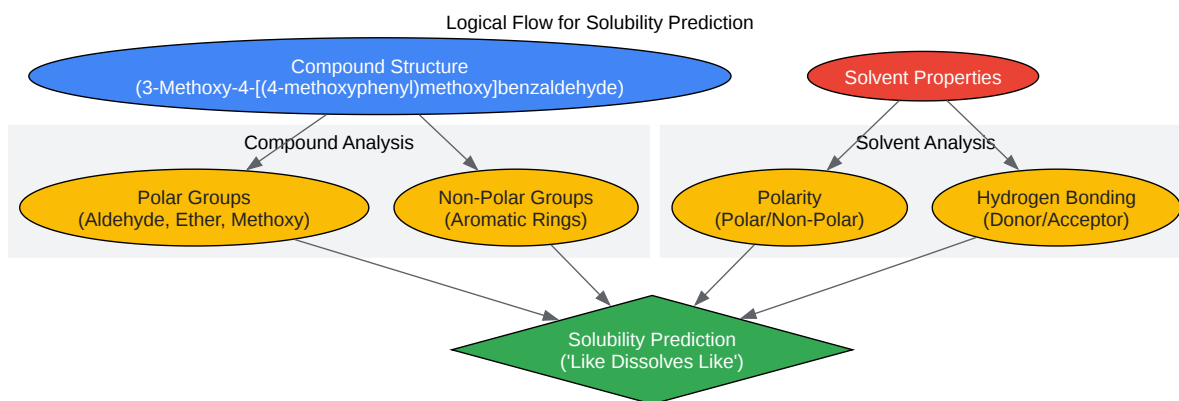 Logical Flow for Solubility Prediction
Compound Structure
(3-Methoxy-4-[(4-methoxyphenyl)methoxy]benzaldehyde)
Solvent Properties
Compound Analysis
Solvent Analysis
Polar Groups
(Aldehyde, Ether, Methoxy)
Non-Polar Groups
(Aromatic Rings)
Polarity
(Polar/Non-Polar)
Hydrogen Bonding
(Donor/Acceptor)
Solubility Prediction
('Like Dissolves Like')